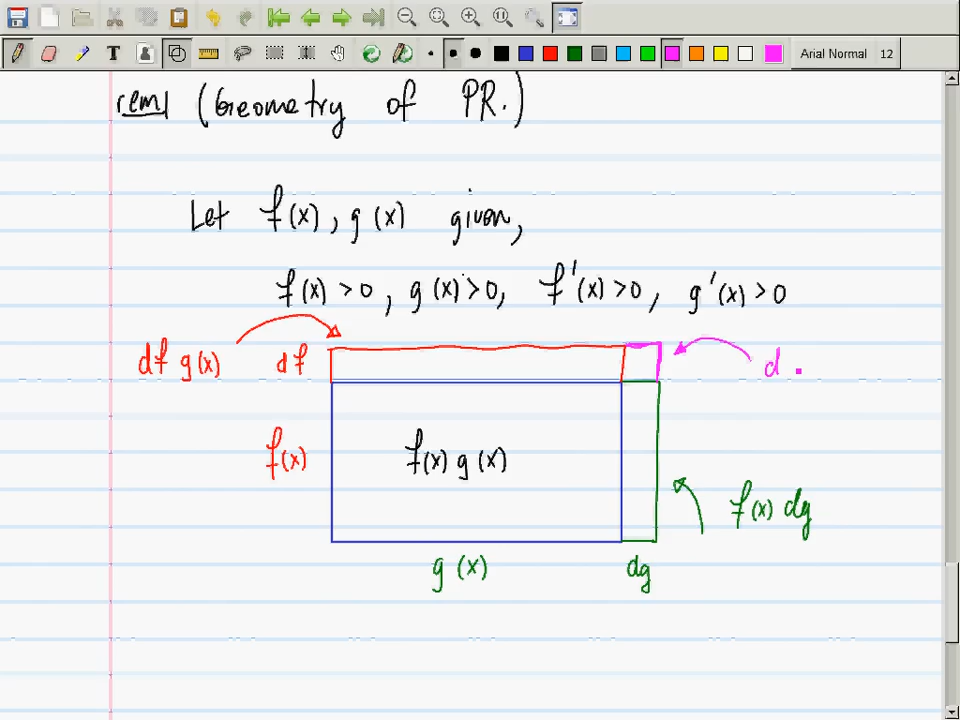 Arial Normal 12
rem| (Geometry of PR.)
Let f(x), g(x) given,
f(x) > 0, g(x) > 0, f'(x) > 0, g'(x) > 0
df g(x) df d
f(x) f(x) g(x)
f(x) dg
g(x) dg